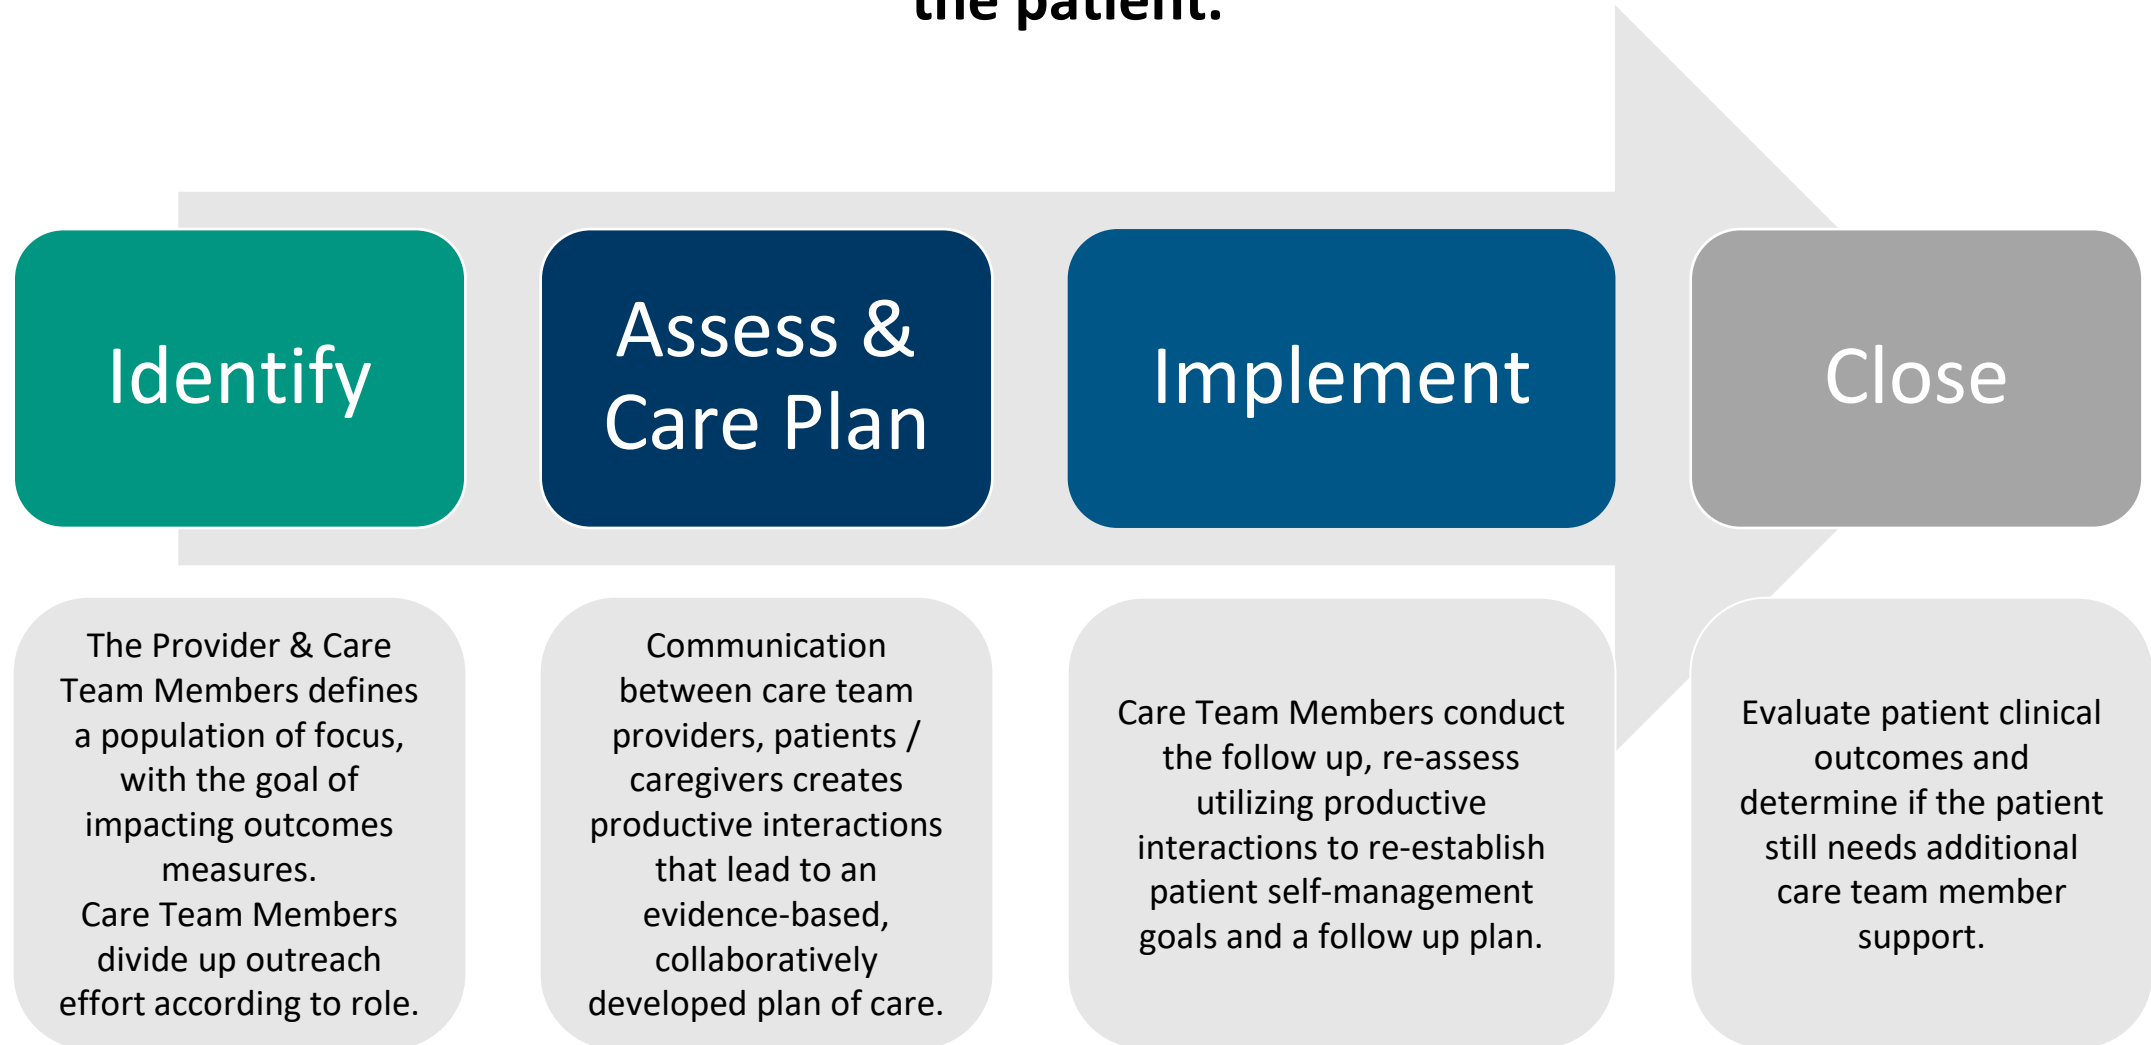 the patient.
Identify
Assess &
Care Plan
Implement
Close
The Provider & Care
Team Members defines
a population of focus,
with the goal of
impacting outcomes
measures.
Care Team Members
divide up outreach
effort according to role.
Communication
between care team
providers, patients /
caregivers creates
productive interactions
that lead to an
evidence-based,
collaboratively
developed plan of care.
Care Team Members conduct
the follow up, re-assess
utilizing productive
interactions to re-establish
patient self-management
goals and a follow up plan.
Evaluate patient clinical
outcomes and
determine if the patient
still needs additional
care team member
support.